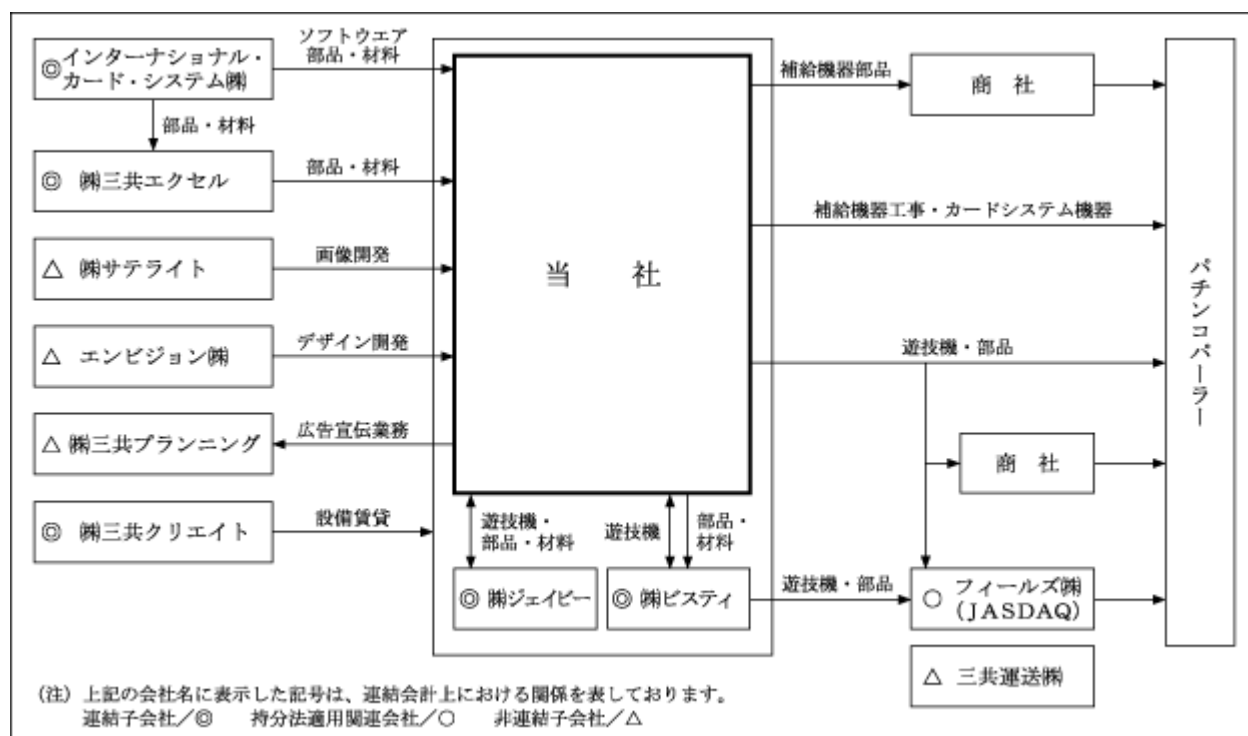 ◎インターナショナル・
カード・システム㈱
ソフトウエア
部品・材料
部品・材料
◎ ㈱三共エクセル
部品・材料
△ ㈱サテライト
画像開発
△ エンビジョン㈱
デザイン開発
△ ㈱三共プランニング
広告宣伝業務
◎ ㈱三共クリエイト
設備賃貸
当 社
遊技機・
部品・材料
遊技機
部品・
材料
◎ ㈱ジェイビー
◎ ㈱ビスティ
補給機器部品
商 社
補給機器工事・カードシステム機器
遊技機・部品
商 社
遊技機・部品
○ フィールズ㈱
(JASDAQ)
△ 三共運送㈱
パチンコパーラー
(注) 上記の会社名に表示した記号は、連結会計上における関係を表しております。
連結子会社/◎ 持分法適用関連会社/○ 非連結子会社/△